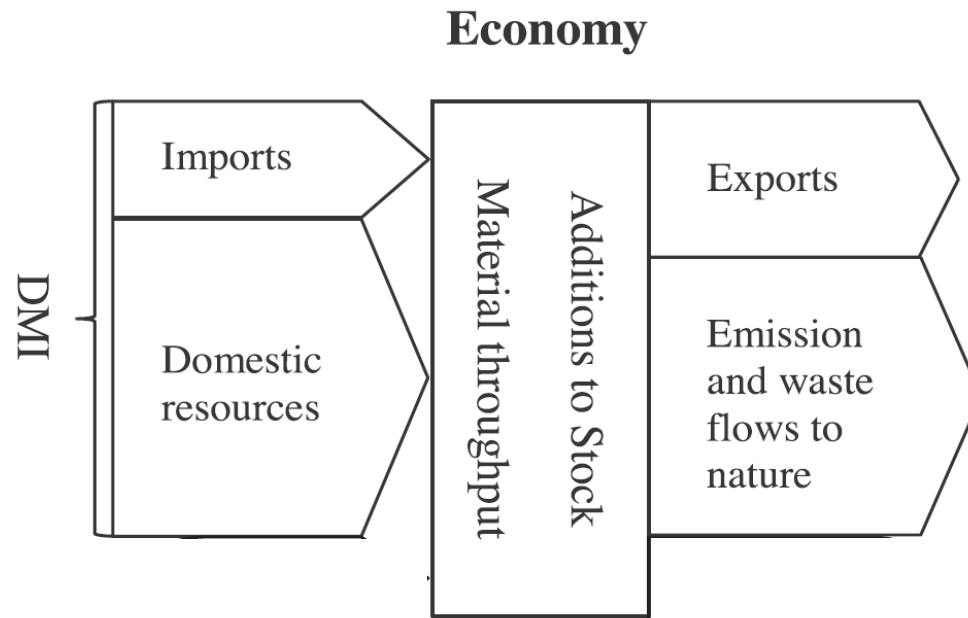 Economy
DMI
Imports
Domestic
resources
Material throughput
Additions to Stock
Exports
Emission
and waste
flows to
nature